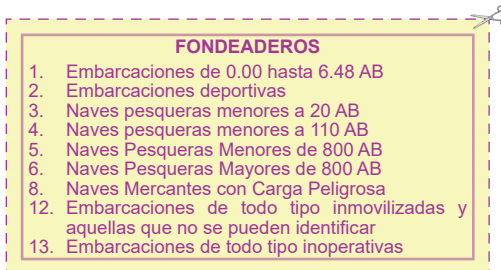 FONDEADEROS
1. Embarcaciones de 0.00 hasta 6.48 AB
2. Embarcaciones deportivas
3. Naves pesqueras menores a 20 AB
4. Naves pesqueras menores a 110 AB
5. Naves Pesqueras Menores de 800 AB
6. Naves Pesqueras Mayores de 800 AB
8. Naves Mercantes con Carga Peligrosa
12. Embarcaciones de todo tipo inmovilizadas y
aquellas que no se pueden identificar
13. Embarcaciones de todo tipo inoperativas